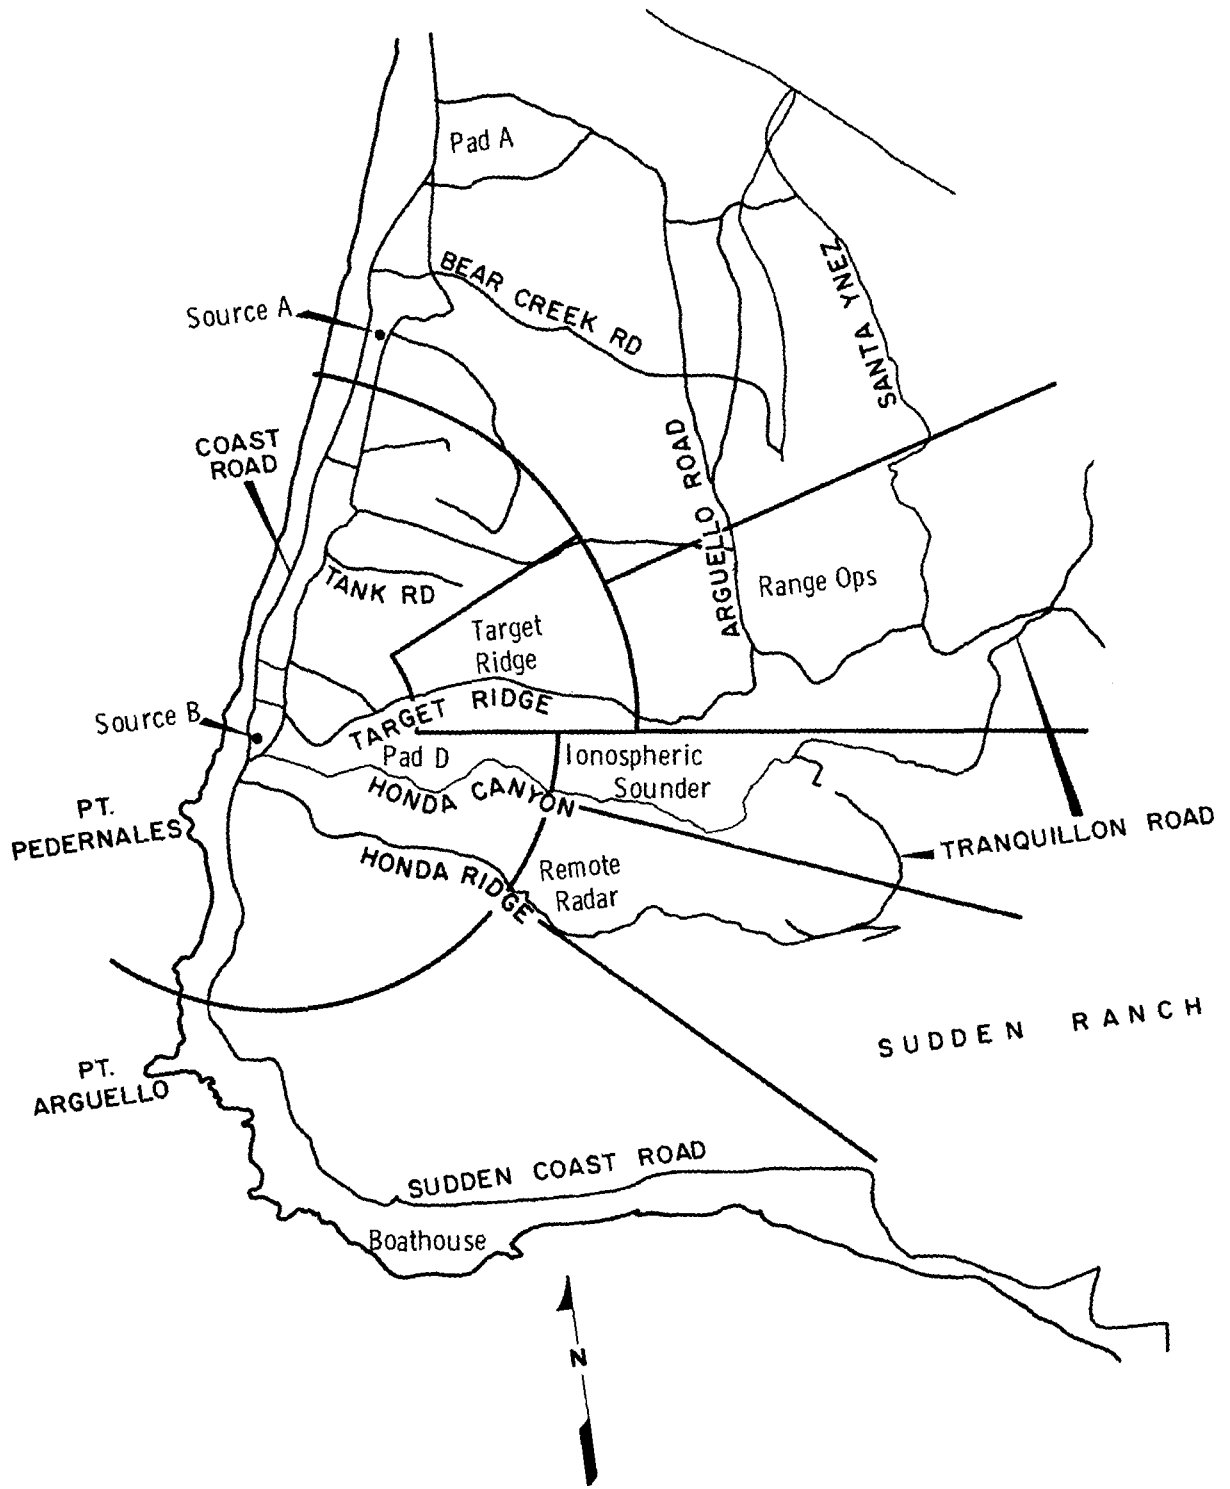 Pad A
BEAR CREEK RD
Source A
SANTA YNEZ
COAST
ROAD
ARGUELLO ROAD
TANK RD
Range Ops
Target
Ridge
TARGET RIDGE
Source B
Pad D
Ionospheric
Sounder
HONDA CANYON
PT.
PEDERNALES
TRANQUILLON ROAD
HONDA RIDGE
Remote
Radar
SUDDEN RANCH
PT.
ARGUELLO
SUDDEN COAST ROAD
Boathouse
N